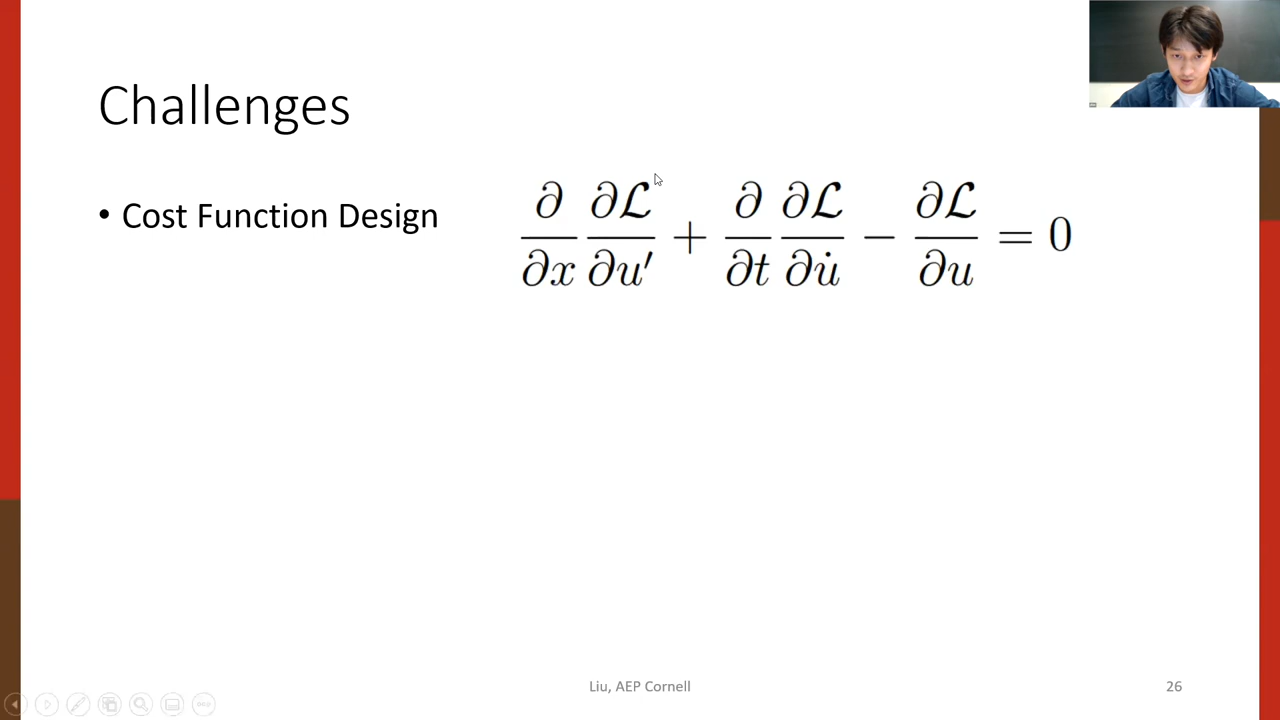 Challenges
• Cost Function Design
∂/∂x ∂ℒ/∂u′ + ∂/∂t ∂ℒ/∂u̇ − ∂ℒ/∂u = 0
Liu, AEP Cornell
26